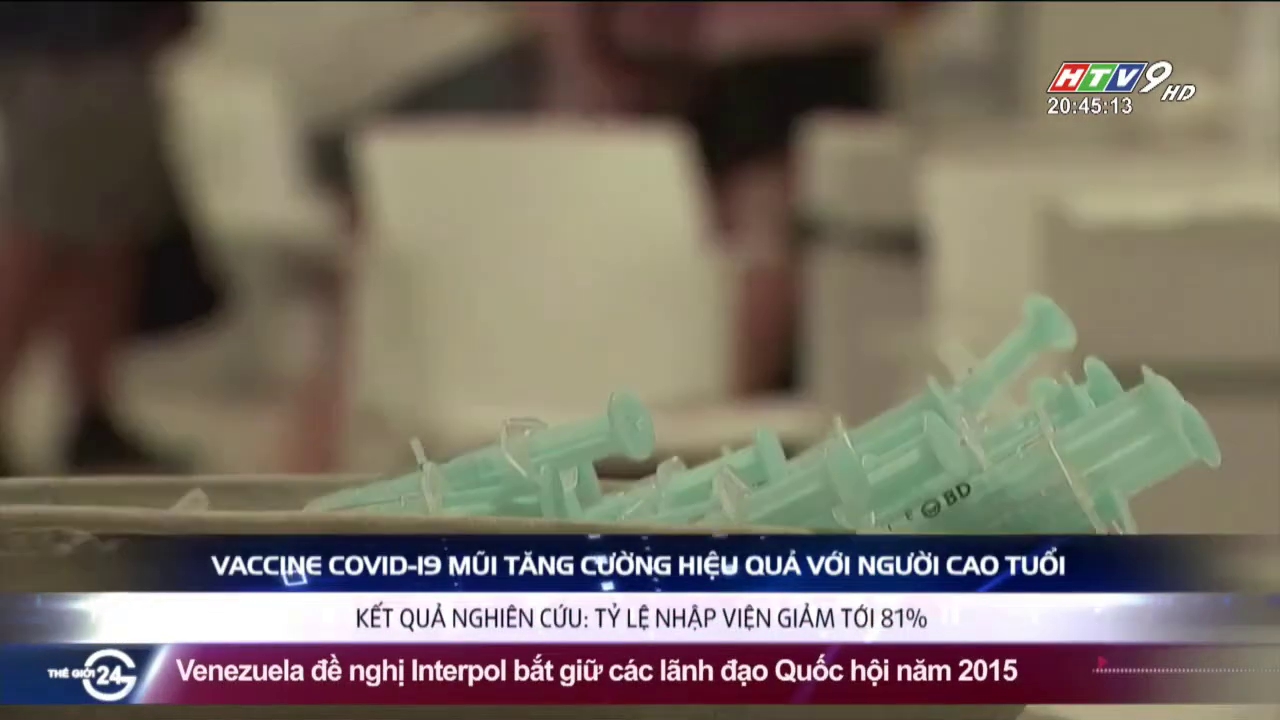 HTV9 HD
20:45:13
BD
VACCINE COVID-19 MŨI TĂNG CƯỜNG HIỆU QUẢ VỚI NGƯỜI CAO TUỔI
KẾT QUẢ NGHIÊN CỨU: TỶ LỆ NHẬP VIỆN GIẢM TỚI 81%
THẾ GIỚI 24G
Venezuela đề nghị Interpol bắt giữ các lãnh đạo Quốc hội năm 2015